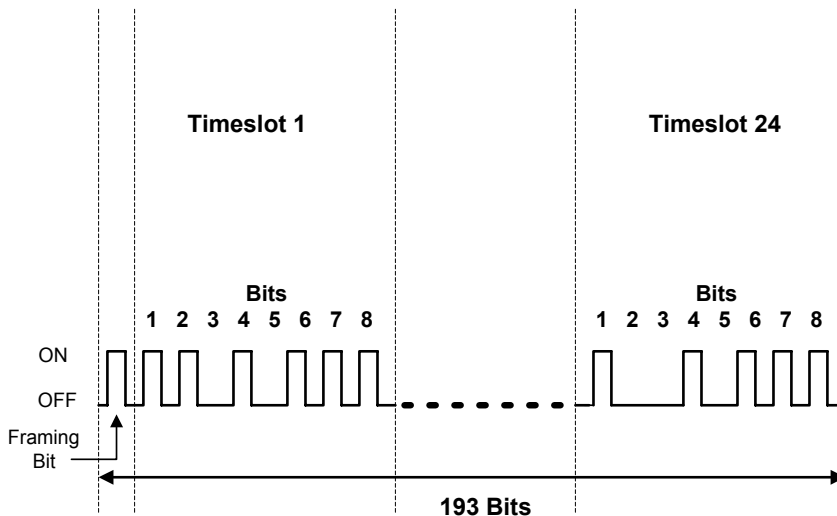 Timeslot 1
Timeslot 24
Bits
1 2 3 4 5 6 7 8
Bits
1 2 3 4 5 6 7 8
ON
OFF
Framing
Bit
193 Bits